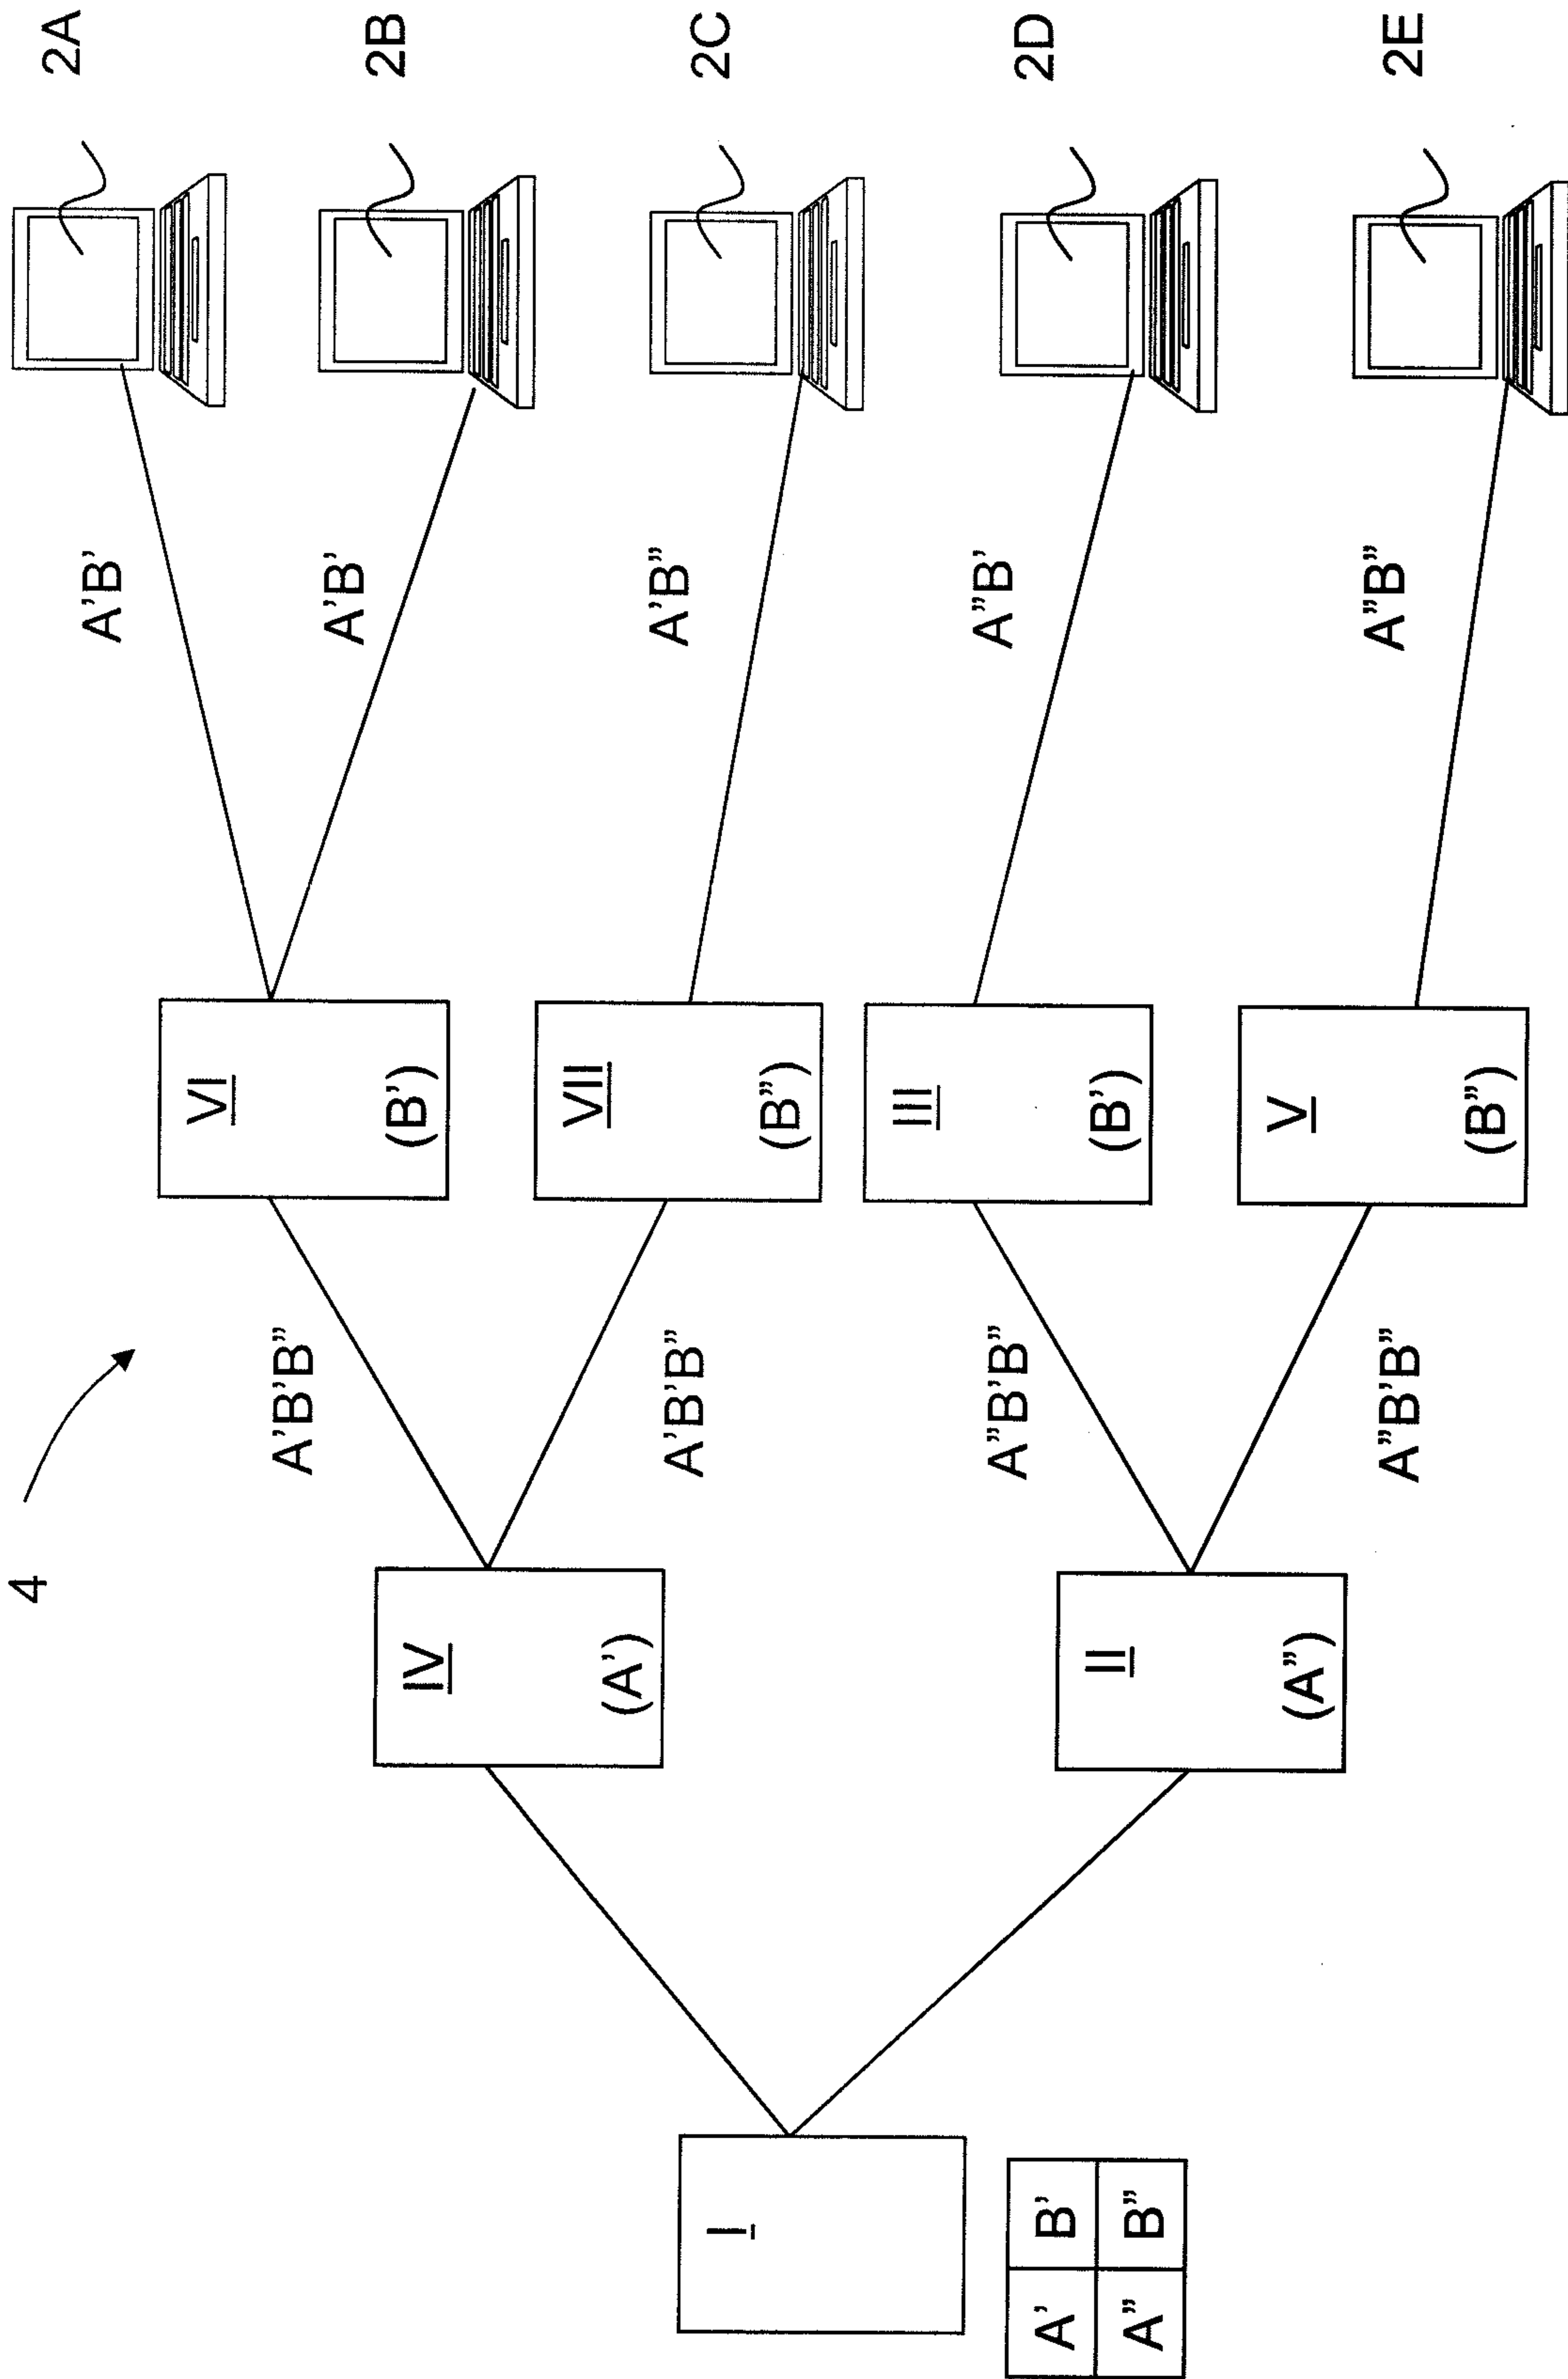 4
2A
2B
2C
2D
2E
A’B’
A’B’
A’B”
A”B’
A”B”
VI
(B’)
VII
(B”)
III
(B’)
V
(B”)
A’B’B”
A’B’B”
A”B’B”
A”B’B”
IV
(A’)
II
(A”)
I
A’ B’
A” B”